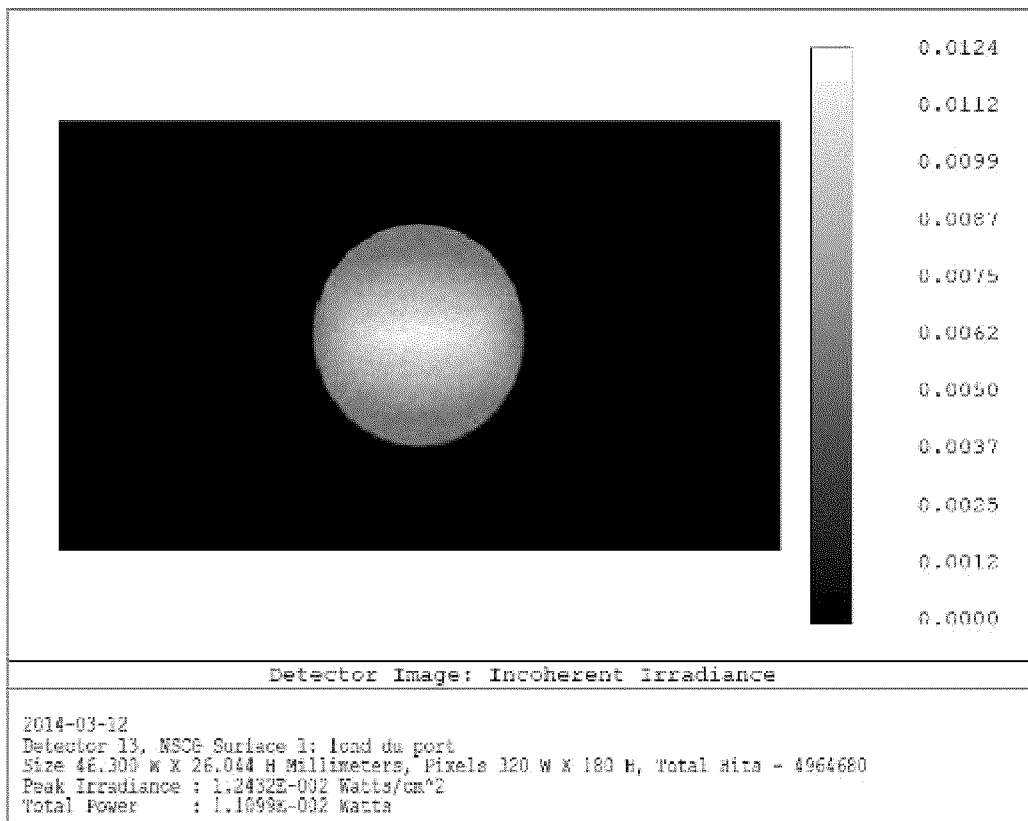 0.0124
0.0112
0.0099
0.0087
0.0075
0.0062
0.0050
0.0037
0.0025
0.0012
0.0000
Detector Image: Incoherent Irradiance
2014-03-12
Detector 13, NSCG Surface 1: fond du port
Size 46.300 W X 26.044 H Millimeters, Pixels 320 W X 180 H, Total Hits = 4964680
Peak Irradiance : 1.2432E-002 Watts/cm^2
Total Power : Watts